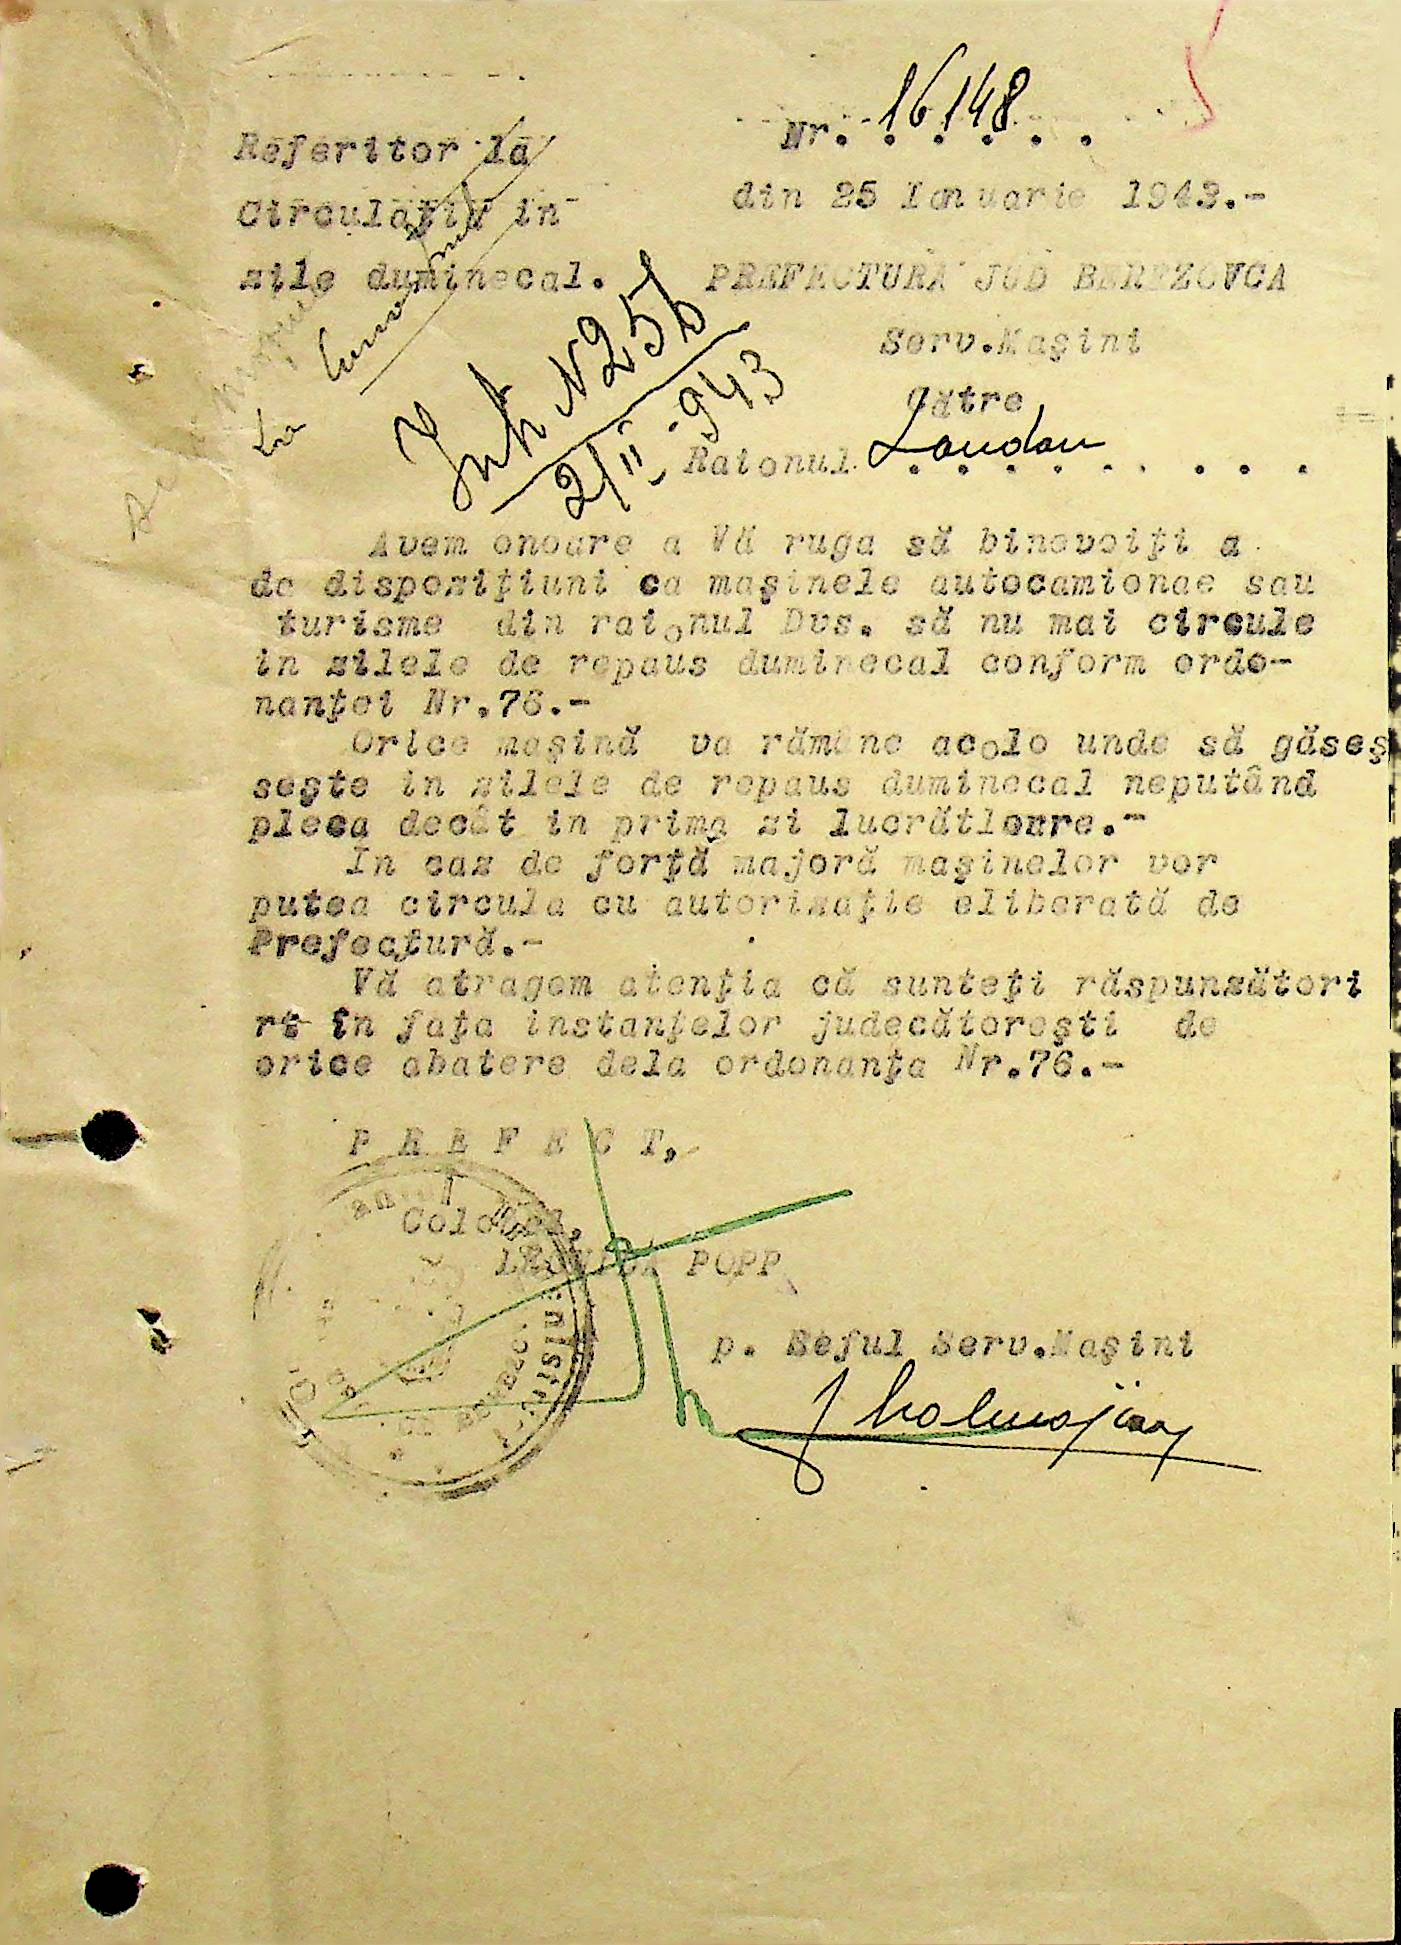 Nr. 16148
Referitor la
din 25 Ianuarie 1943.-
Circulația in
zile duminecal.
PREFECTURA JUD BEREZOVCA
Serv.Mașini
Către
Raionul Landau
Int. N 256
2/II-943
Avem onoare a Vă ruga să binevoiți a
da dispozițiuni ca mașinele autocamionae sau
turisme din raionul Dvs. să nu mai circule
in zilele de repaus duminecal conform ordo-
nanței Nr.76.-
Orice mașină va rămâne acolo unde să găseș
sește in zilele de repaus duminecal neputând
pleca decât in prima zi lucrătloare.-
In caz de forță majoră mașinelor vor
putea circula cu autorizație eliberată de
Prefectură.-
Vă atragem atenția că sunteți răspunzători
rt în fața instanțelor judecătorești de
orice abatere dela ordonanța Nr.76.-
P R E F E C T,
Colonel,
LEONIDA POPP
p. Șeful Serv.Mașini